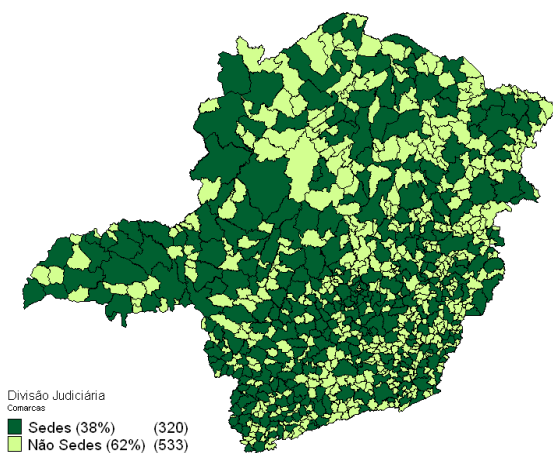 Divisão Judiciária
Comarcas
Sedes (38%) (320)
Não Sedes (62%) (533)